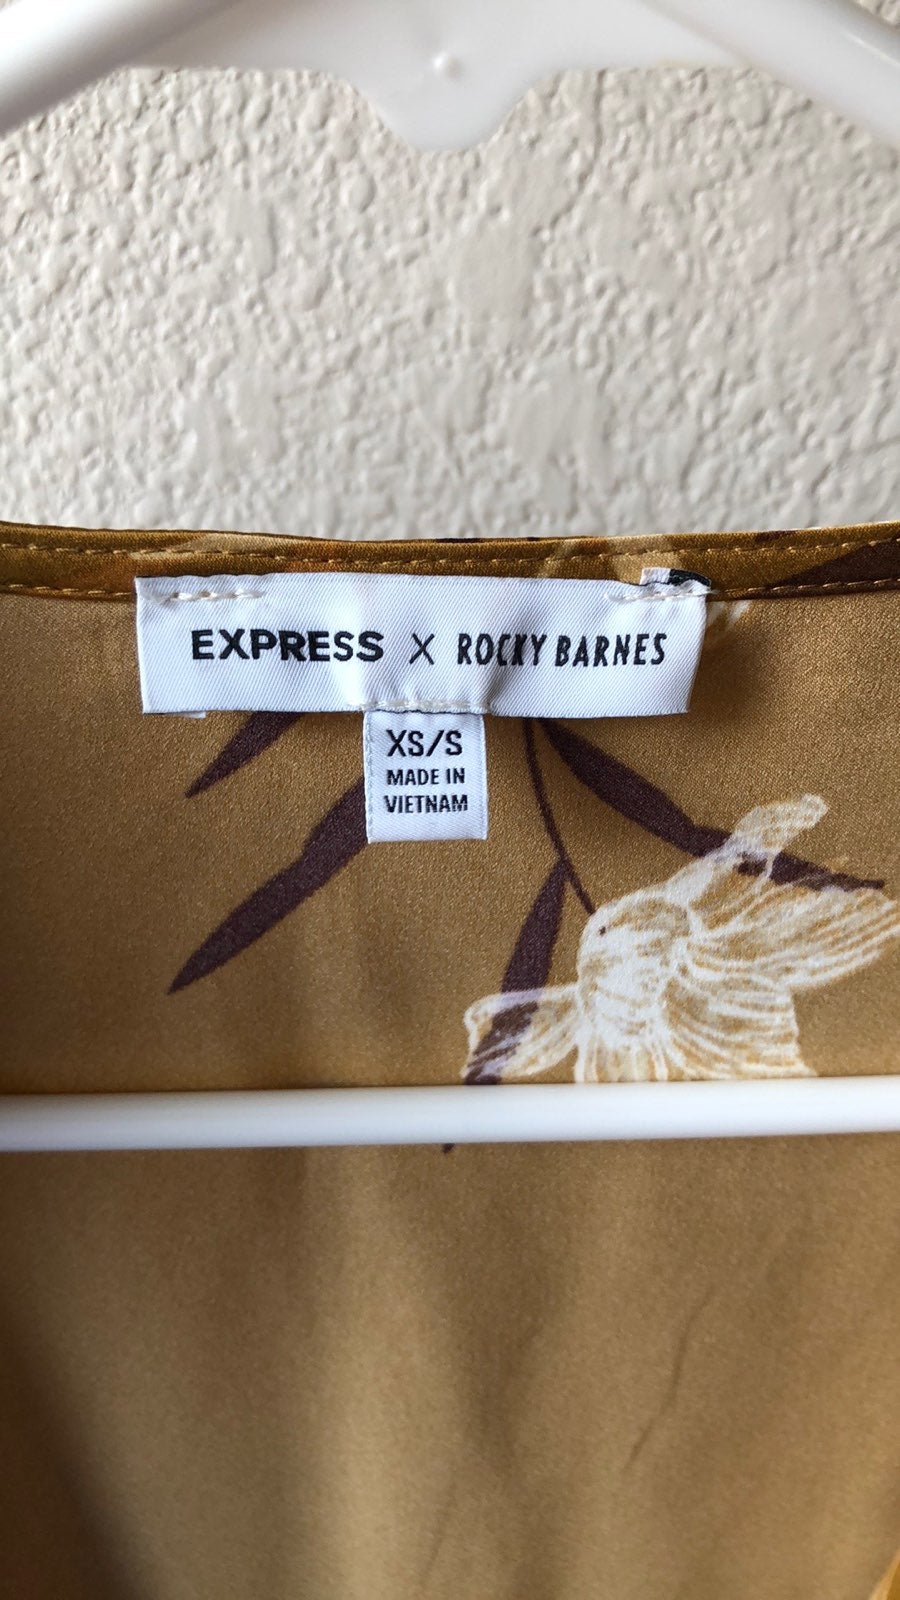 EXPRESS X ROCKY BARNES
XS/S
MADE IN
VIETNAM